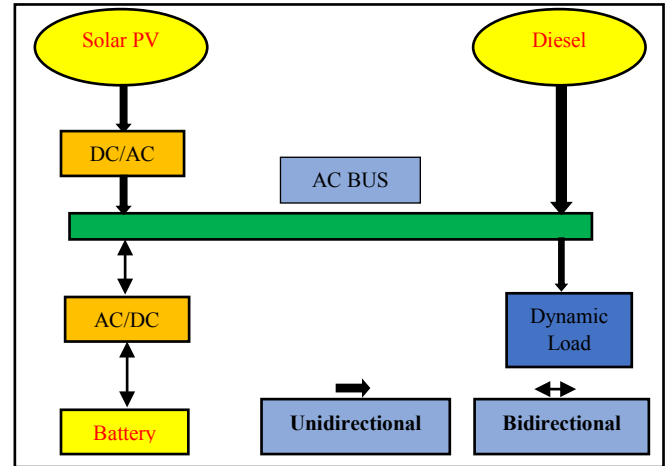 Solar PV
Diesel
DC/AC
AC BUS
AC/DC
Dynamic
Load
Battery
Unidirectional
Bidirectional